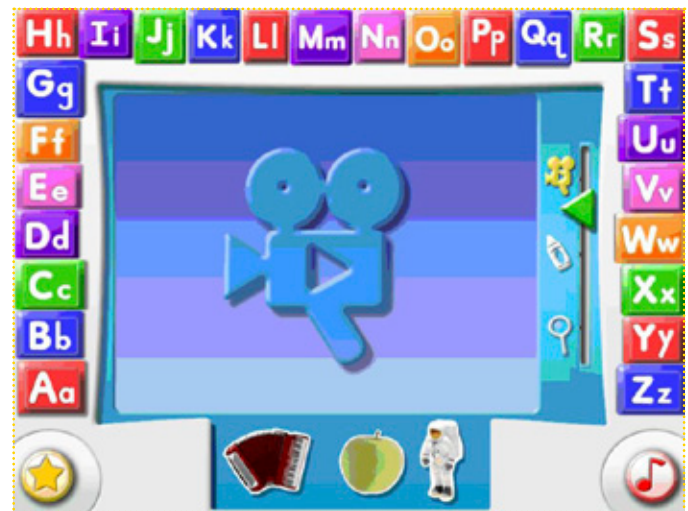 Hh Ii Jj Kk Ll Mm Nn Oo Pp Qq Rr Ss
Gg Tt
Ff Uu
Ee Vv
Dd Ww
Cc Xx
Bb Yy
Aa Zz